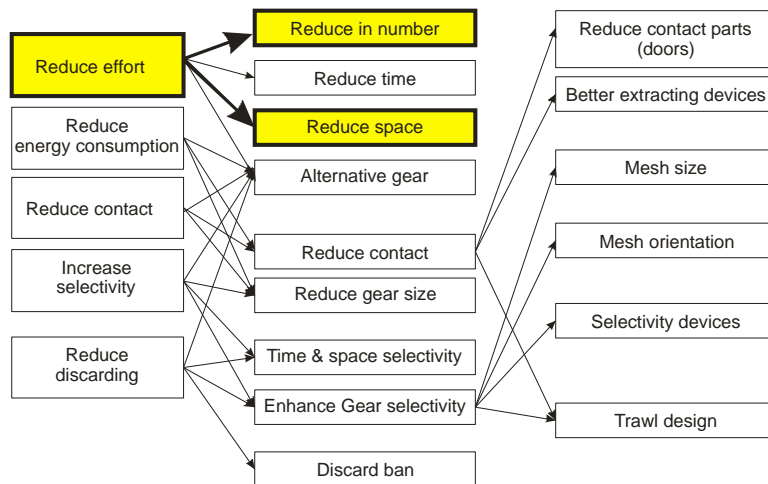 Reduce effort
Reduce
energy consumption
Reduce contact
Increase
selectivity
Reduce
discarding
Reduce in number
Reduce time
Reduce space
Alternative gear
Reduce contact
Reduce gear size
Time & space selectivity
Enhance Gear selectivity
Discard ban
Reduce contact parts
(doors)
Better extracting devices
Mesh size
Mesh orientation
Selectivity devices
Trawl design